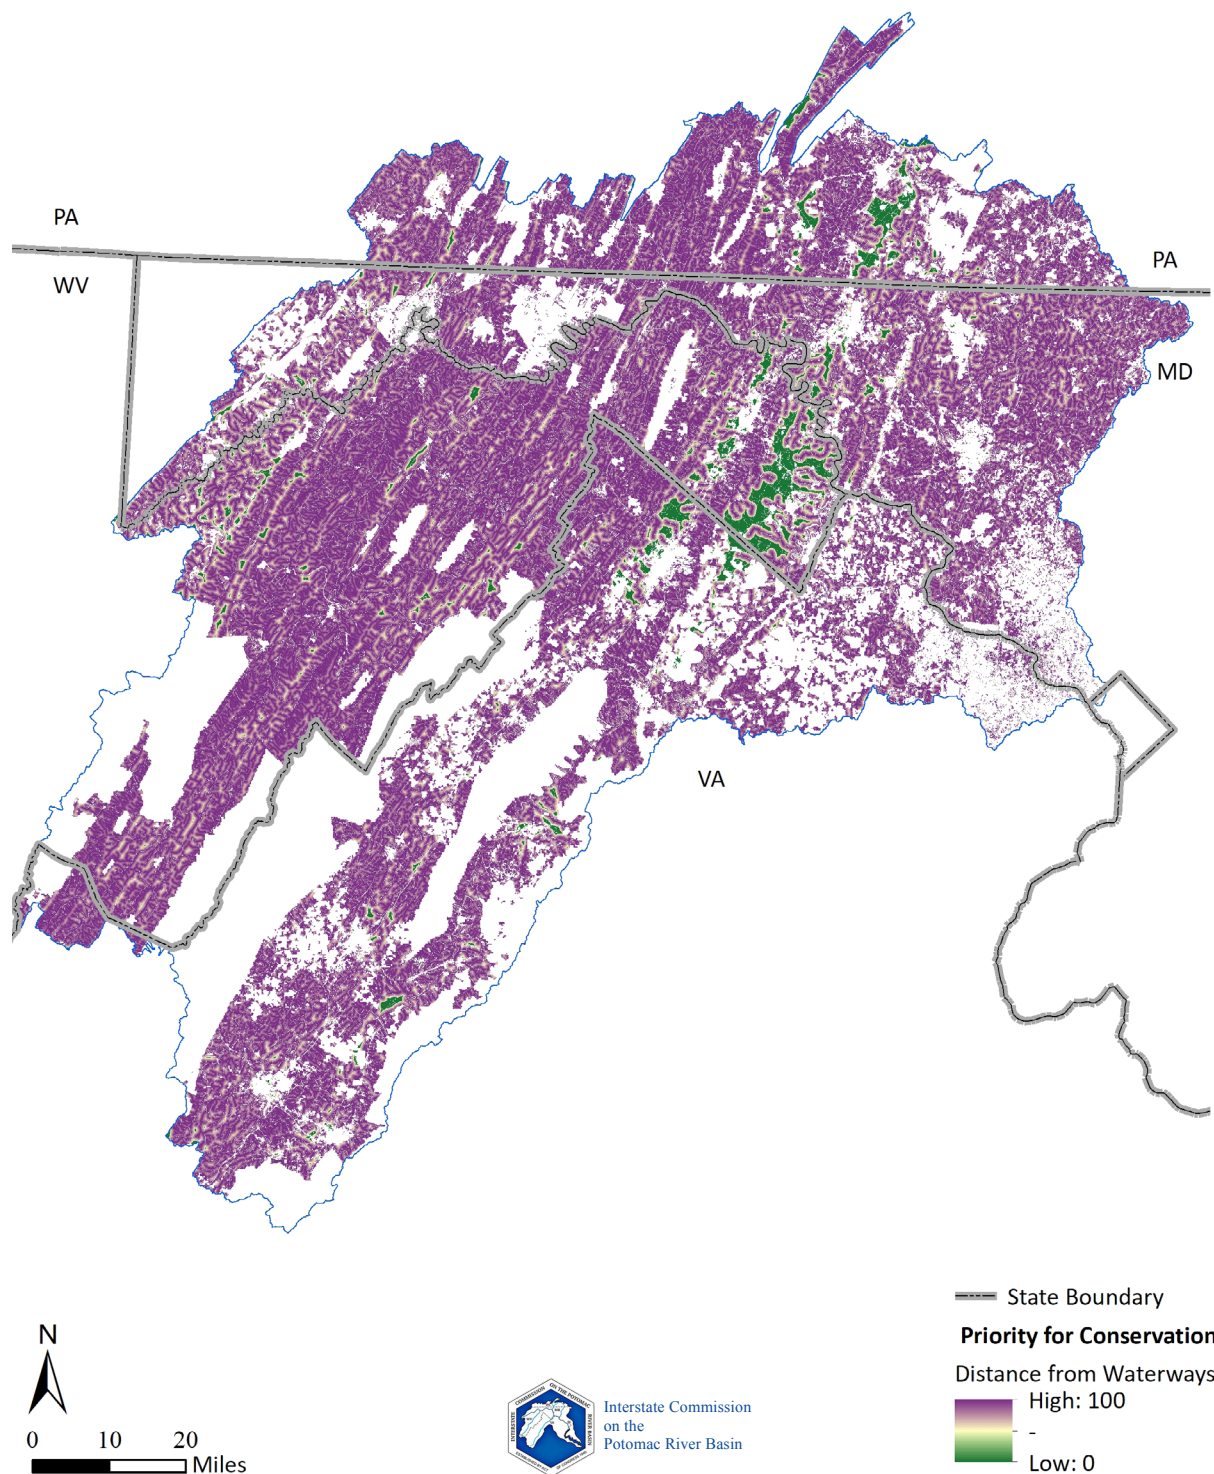 PA
WV
PA
MD
VA
State Boundary
Priority for Conservation
Distance from Waterways
High: 100
-
Low: 0
N
0 10 20
Miles
Interstate Commission
on the
Potomac River Basin